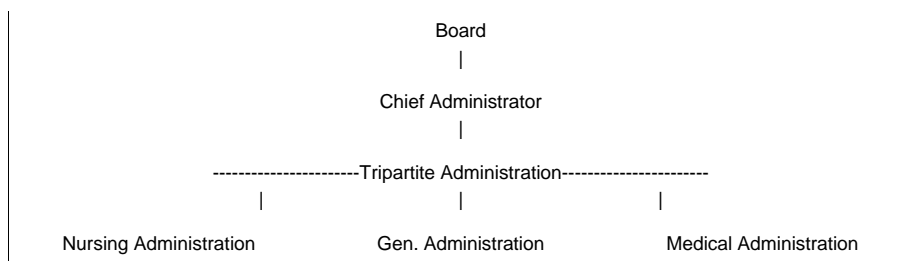 Board
|
Chief Administrator
|
-----------------------Tripartite Administration-----------------------
| | |
Nursing Administration Gen. Administration Medical Administration